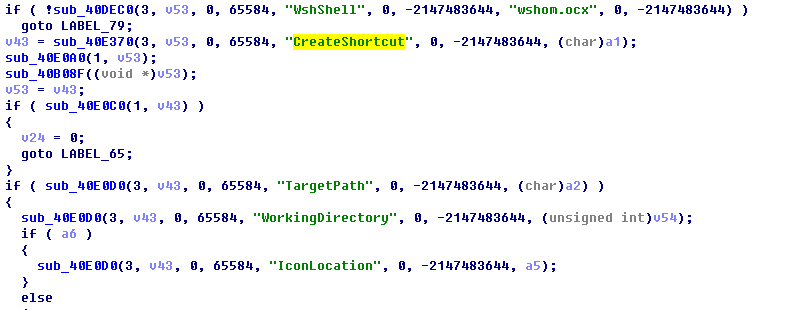 if ( !sub_40DEC0(3, v53, 0, 65584, "WshShell", 0, -2147483644, "wshom.ocx", 0, -2147483644) )
goto LABEL_79;
v43 = sub_40E370(3, v53, 0, 65584, "CreateShortcut", 0, -2147483644, (char)a1);
sub_40E0A0(1, v53);
sub_40B08F((void *)v53);
v53 = v43;
if ( sub_40E0C0(1, v43) )
{
v24 = 0;
goto LABEL_65;
}
if ( sub_40E0D0(3, v43, 0, 65584, "TargetPath", 0, -2147483644, (char)a2) )
{
sub_40E0D0(3, v43, 0, 65584, "WorkingDirectory", 0, -2147483644, (unsigned int)v54);
if ( a6 )
{
sub_40E0D0(3, v43, 0, 65584, "IconLocation", 0, -2147483644, a5);
}
else